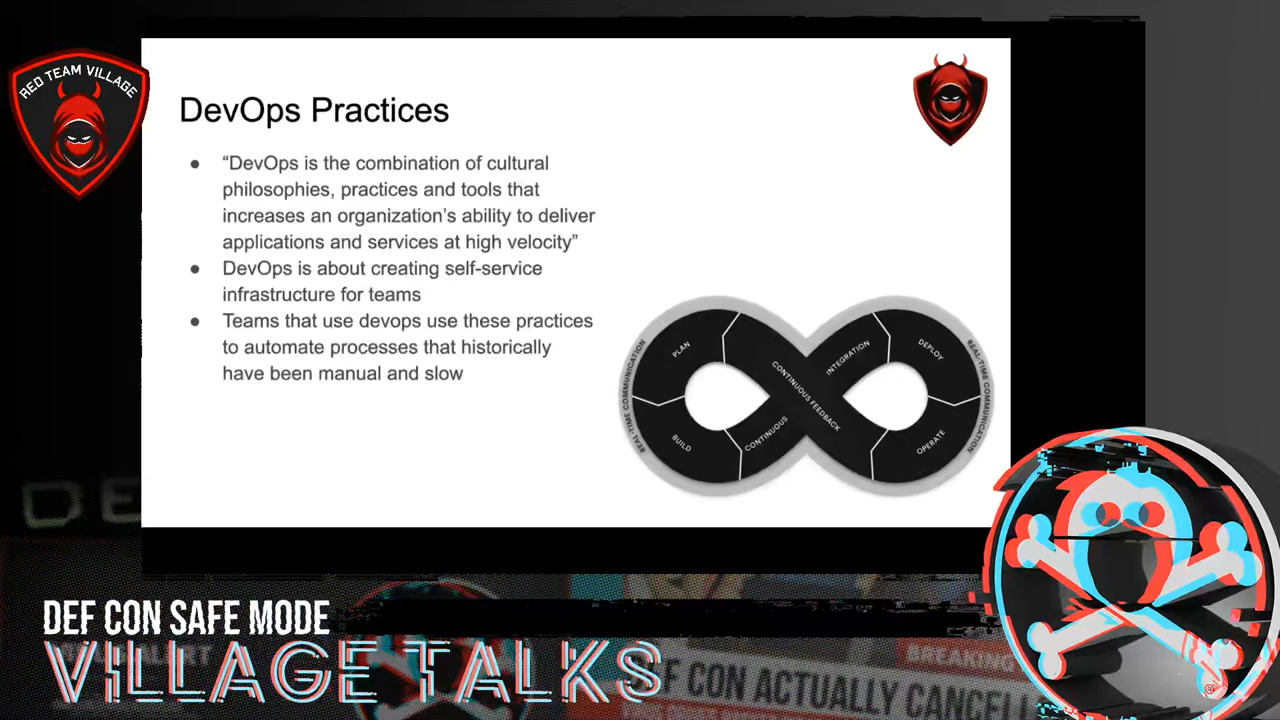 RED TEAM VILLAGE
DevOps Practices
● “DevOps is the combination of cultural
philosophies, practices and tools that
increases an organization’s ability to deliver
applications and services at high velocity”
● DevOps is about creating self-service
infrastructure for teams
● Teams that use devops use these practices
to automate processes that historically
have been manual and slow
REAL-TIME COMMUNICATION
PLAN
BUILD
CONTINUOUS
INTEGRATION
CONTINUOUS FEEDBACK
DEPLOY
OPERATE
REAL-TIME COMMUNICATION
DEF CON SAFE MODE
VILLAGE TALKS
BREAKING
DEF CON ACTUALLY CANCELL